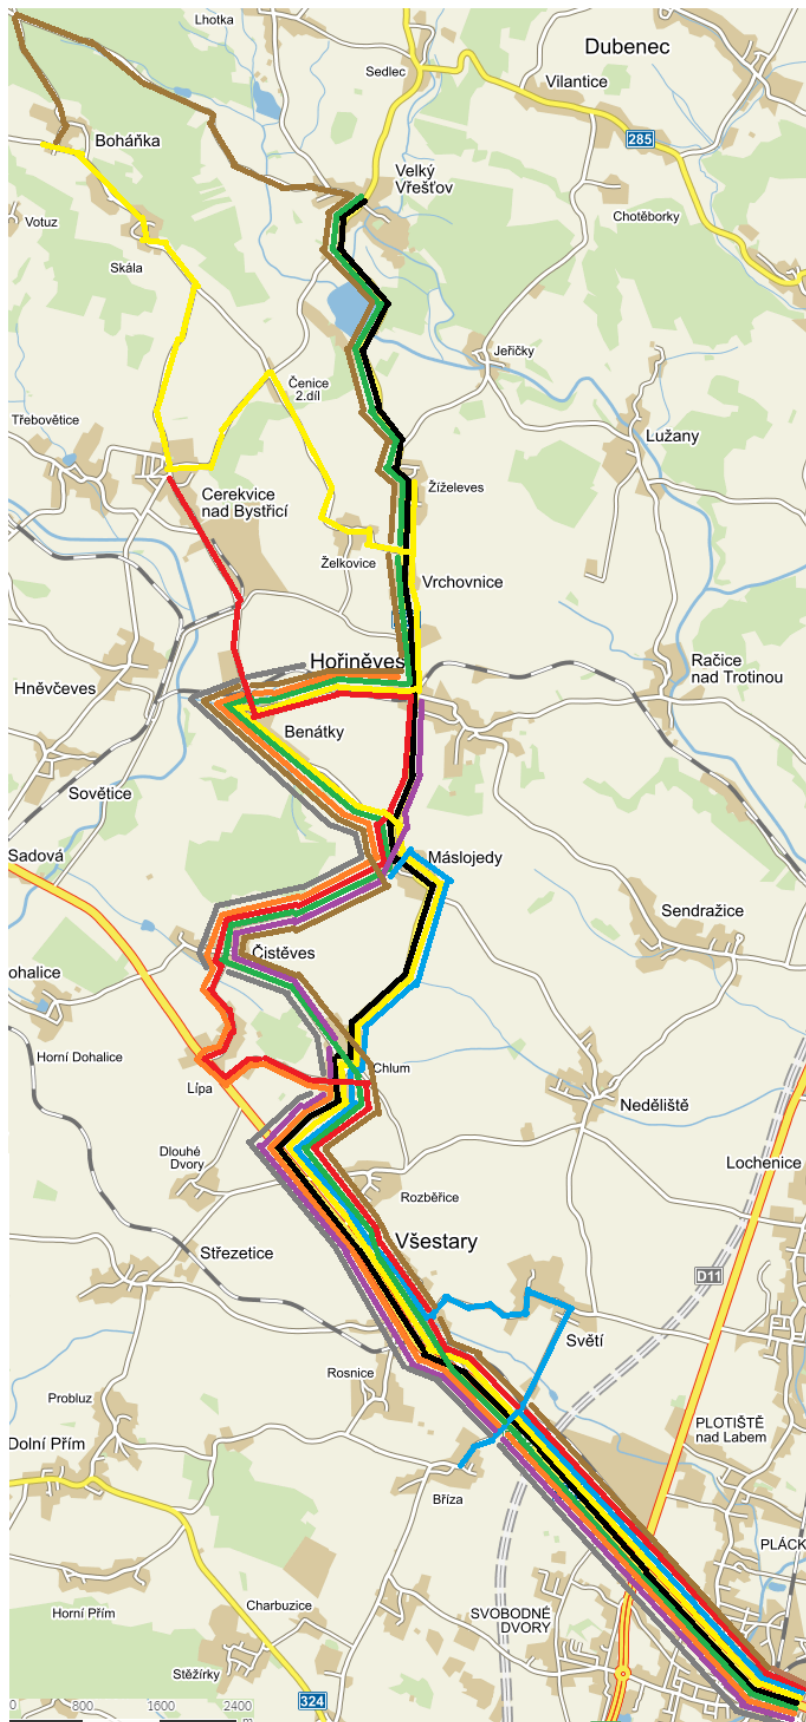 Lhotka
Dubenec
Sedlec
Vilantice
285
Boháňka
Velký
Vřešťov
Chotěborky
Votuz
Skála
Jeřičky
Čenice
2.díl
Třebovětice
Lužany
Žíželeves
Cerekvice
nad Bystřicí
Želkovice
Vrchovnice
Hořiněves
Račice
nad Trotinou
Hněvčeves
Benátky
Sovětice
Sadová
Máslojedy
Sendražice
Čistěves
ohalice
Horní Dohalice
Chlum
Lípa
Neděliště
Dlouhé
Dvory
Lochenice
Rozběřice
Všestary
Střezetice
D11
Světí
Rosnice
Probluz
PLOTIŠTĚ
nad Labem
Dolní Přím
Bříza
PLÁCK
Charbuzice
Horní Přím
SVOBODNÉ
DVORY
Stěžírky
324
0 800 1600 2400